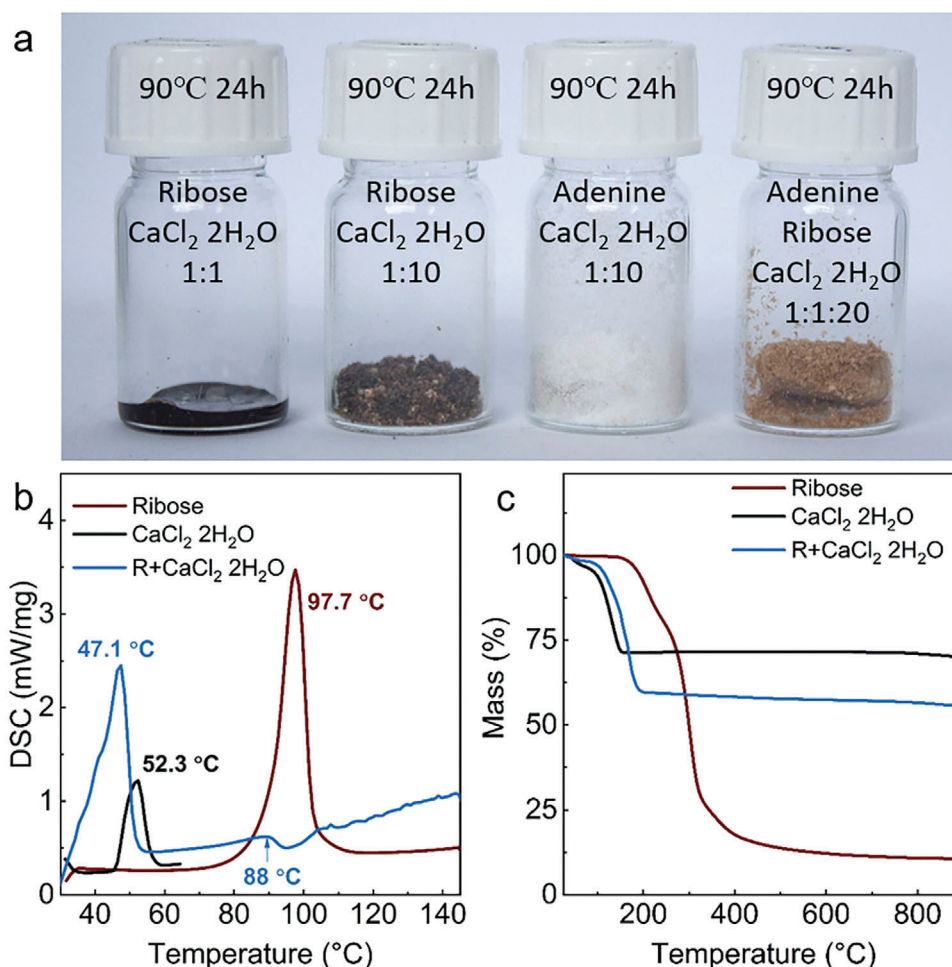 a
90°C 24h
90°C 24h
90°C 24h
90°C 24h
Ribose
CaCl₂ 2H₂O
1:1
Ribose
CaCl₂ 2H₂O
1:10
Adenine
CaCl₂ 2H₂O
1:10
Adenine
Ribose
CaCl₂ 2H₂O
1:1:20
b
Ribose
CaCl₂ 2H₂O
R+CaCl₂ 2H₂O
97.7 °C
47.1 °C
52.3 °C
88 °C
DSC (mW/mg)
4
3
2
1
0
40 60 80 100 120 140
Temperature (°C)
c
Ribose
CaCl₂ 2H₂O
R+CaCl₂ 2H₂O
Mass (%)
100
75
50
25
0
200 400 600 800
Temperature (°C)